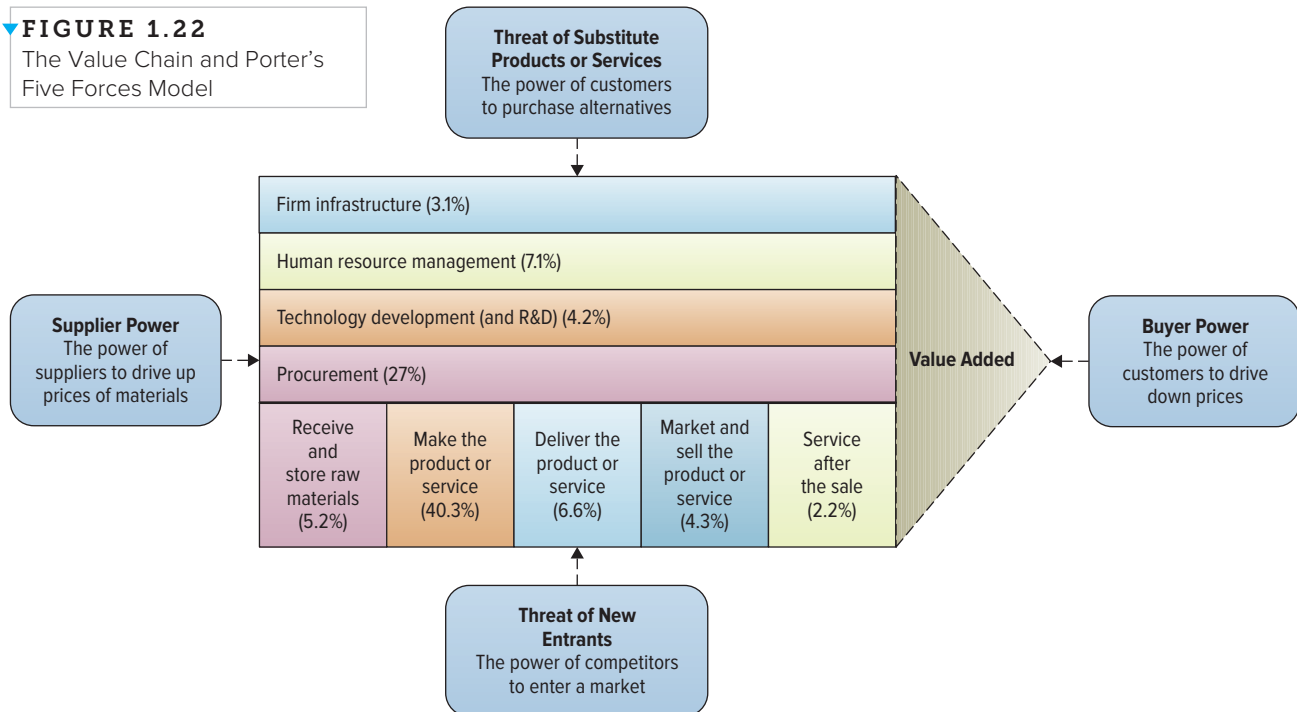 FIGURE 1.22
The Value Chain and Porter's
Five Forces Model
Threat of Substitute
Products or Services
The power of customers
to purchase alternatives
Firm infrastructure (3.1%)
Human resource management (7.1%)
Technology development (and R&D) (4.2%)
Procurement (27%)
Supplier Power
The power of
suppliers to drive up
prices of materials
Receive
and
store raw
materials
(5.2%)
Make the
product or
service
(40.3%)
Deliver the
product or
service
(6.6%)
Market and
sell the
product or
service
(4.3%)
Service
after
the sale
(2.2%)
Value Added
Buyer Power
The power of
customers to drive
down prices
Threat of New
Entrants
The power of competitors
to enter a market